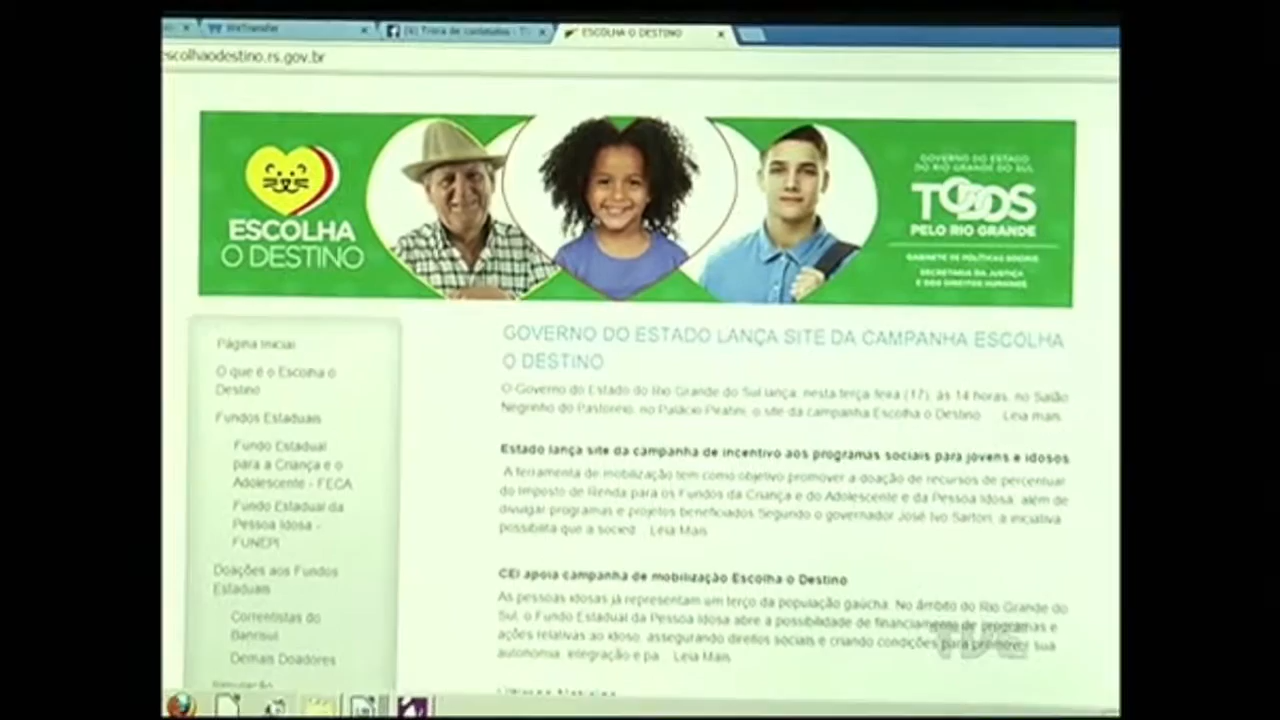 WeTransfer
(6) Troca de conteúdos - T
ESCOLHA O DESTINO
escolhaodestino.rs.gov.br
ESCOLHA
O DESTINO
GOVERNO DO ESTADO
DO RIO GRANDE DO SUL
TODOS
PELO RIO GRANDE
GABINETE DE POLÍTICAS SOCIAIS
SECRETARIA DA JUSTIÇA
E DOS DIREITOS HUMANOS
Página Inicial
O que é o Escolha o
Destino
Fundos Estaduais
Fundo Estadual
para a Criança e o
Adolescente - FECA
Fundo Estadual da
Pessoa Idosa -
FUNEPI
Doações aos Fundos
Estaduais
Correntistas do
Banrisul
Demais Doadores
Simulação
GOVERNO DO ESTADO LANÇA SITE DA CAMPANHA ESCOLHA
O DESTINO
O Governo do Estado do Rio Grande do Sul lança, nesta terça feira (17), às 14 horas, no Salão
Negrinho do Pastoreio, no Palácio Piratini, o site da campanha Escolha o Destino Leia mais
Estado lança site da campanha de incentivo aos programas sociais para jovens e idosos
A ferramenta de mobilização tem como objetivo promover a doação de recursos de percentuar
do Imposto de Renda para os Fundos da Criança e do Adolescente e da Pessoa Idosa, além de
divulgar programas e projetos beneficiados.Segundo o governador José Ivo Sartori, a iniciativa
possibilita que a socied... Leia Mais
CEI apoia campanha de mobilização Escolha o Destino
As pessoas idosas já representam um terço da população gaúcha. No âmbito do Rio Grande do
Sul, o Fundo Estadual da Pessoa Idosa abre a possibilidade de financiamento de programas e
ações relativas ao idoso, assegurando direitos sociais e criando condições para promover sua
autonomia, integração e pa... Leia Mais
Últimas Notícias
TVE